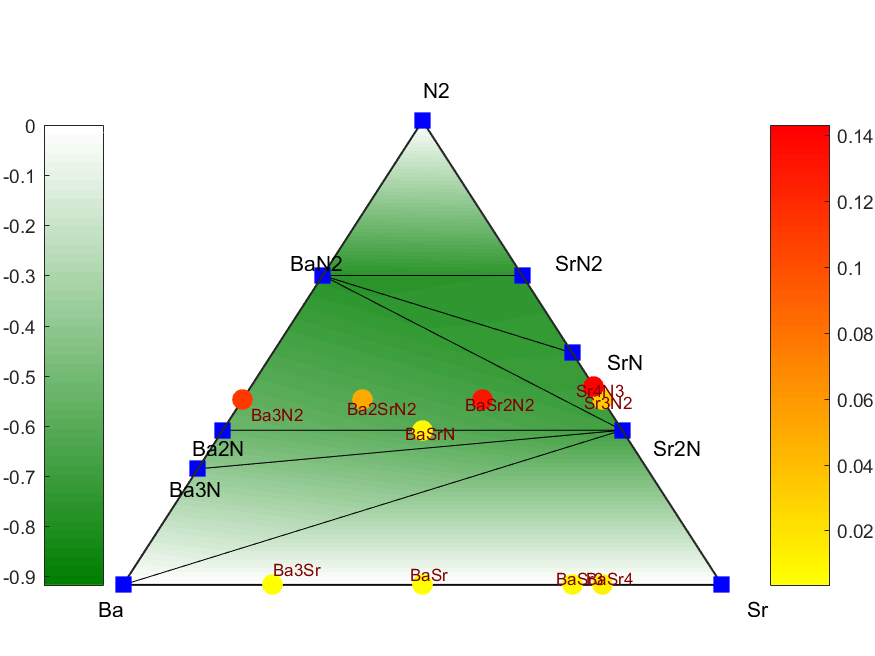 N2
0
-0.1
-0.2
-0.3
-0.4
-0.5
-0.6
-0.7
-0.8
-0.9
0.14
0.12
0.1
0.08
0.06
0.04
0.02
BaN2
SrN2
SrN
Sr4N3
Sr3N2
Ba3N2
Ba2SrN2
BaSr2N2
BaSrN
Ba2N
Sr2N
Ba3N
Ba3Sr
BaSr
BaSr3
BaSr4
Ba
Sr